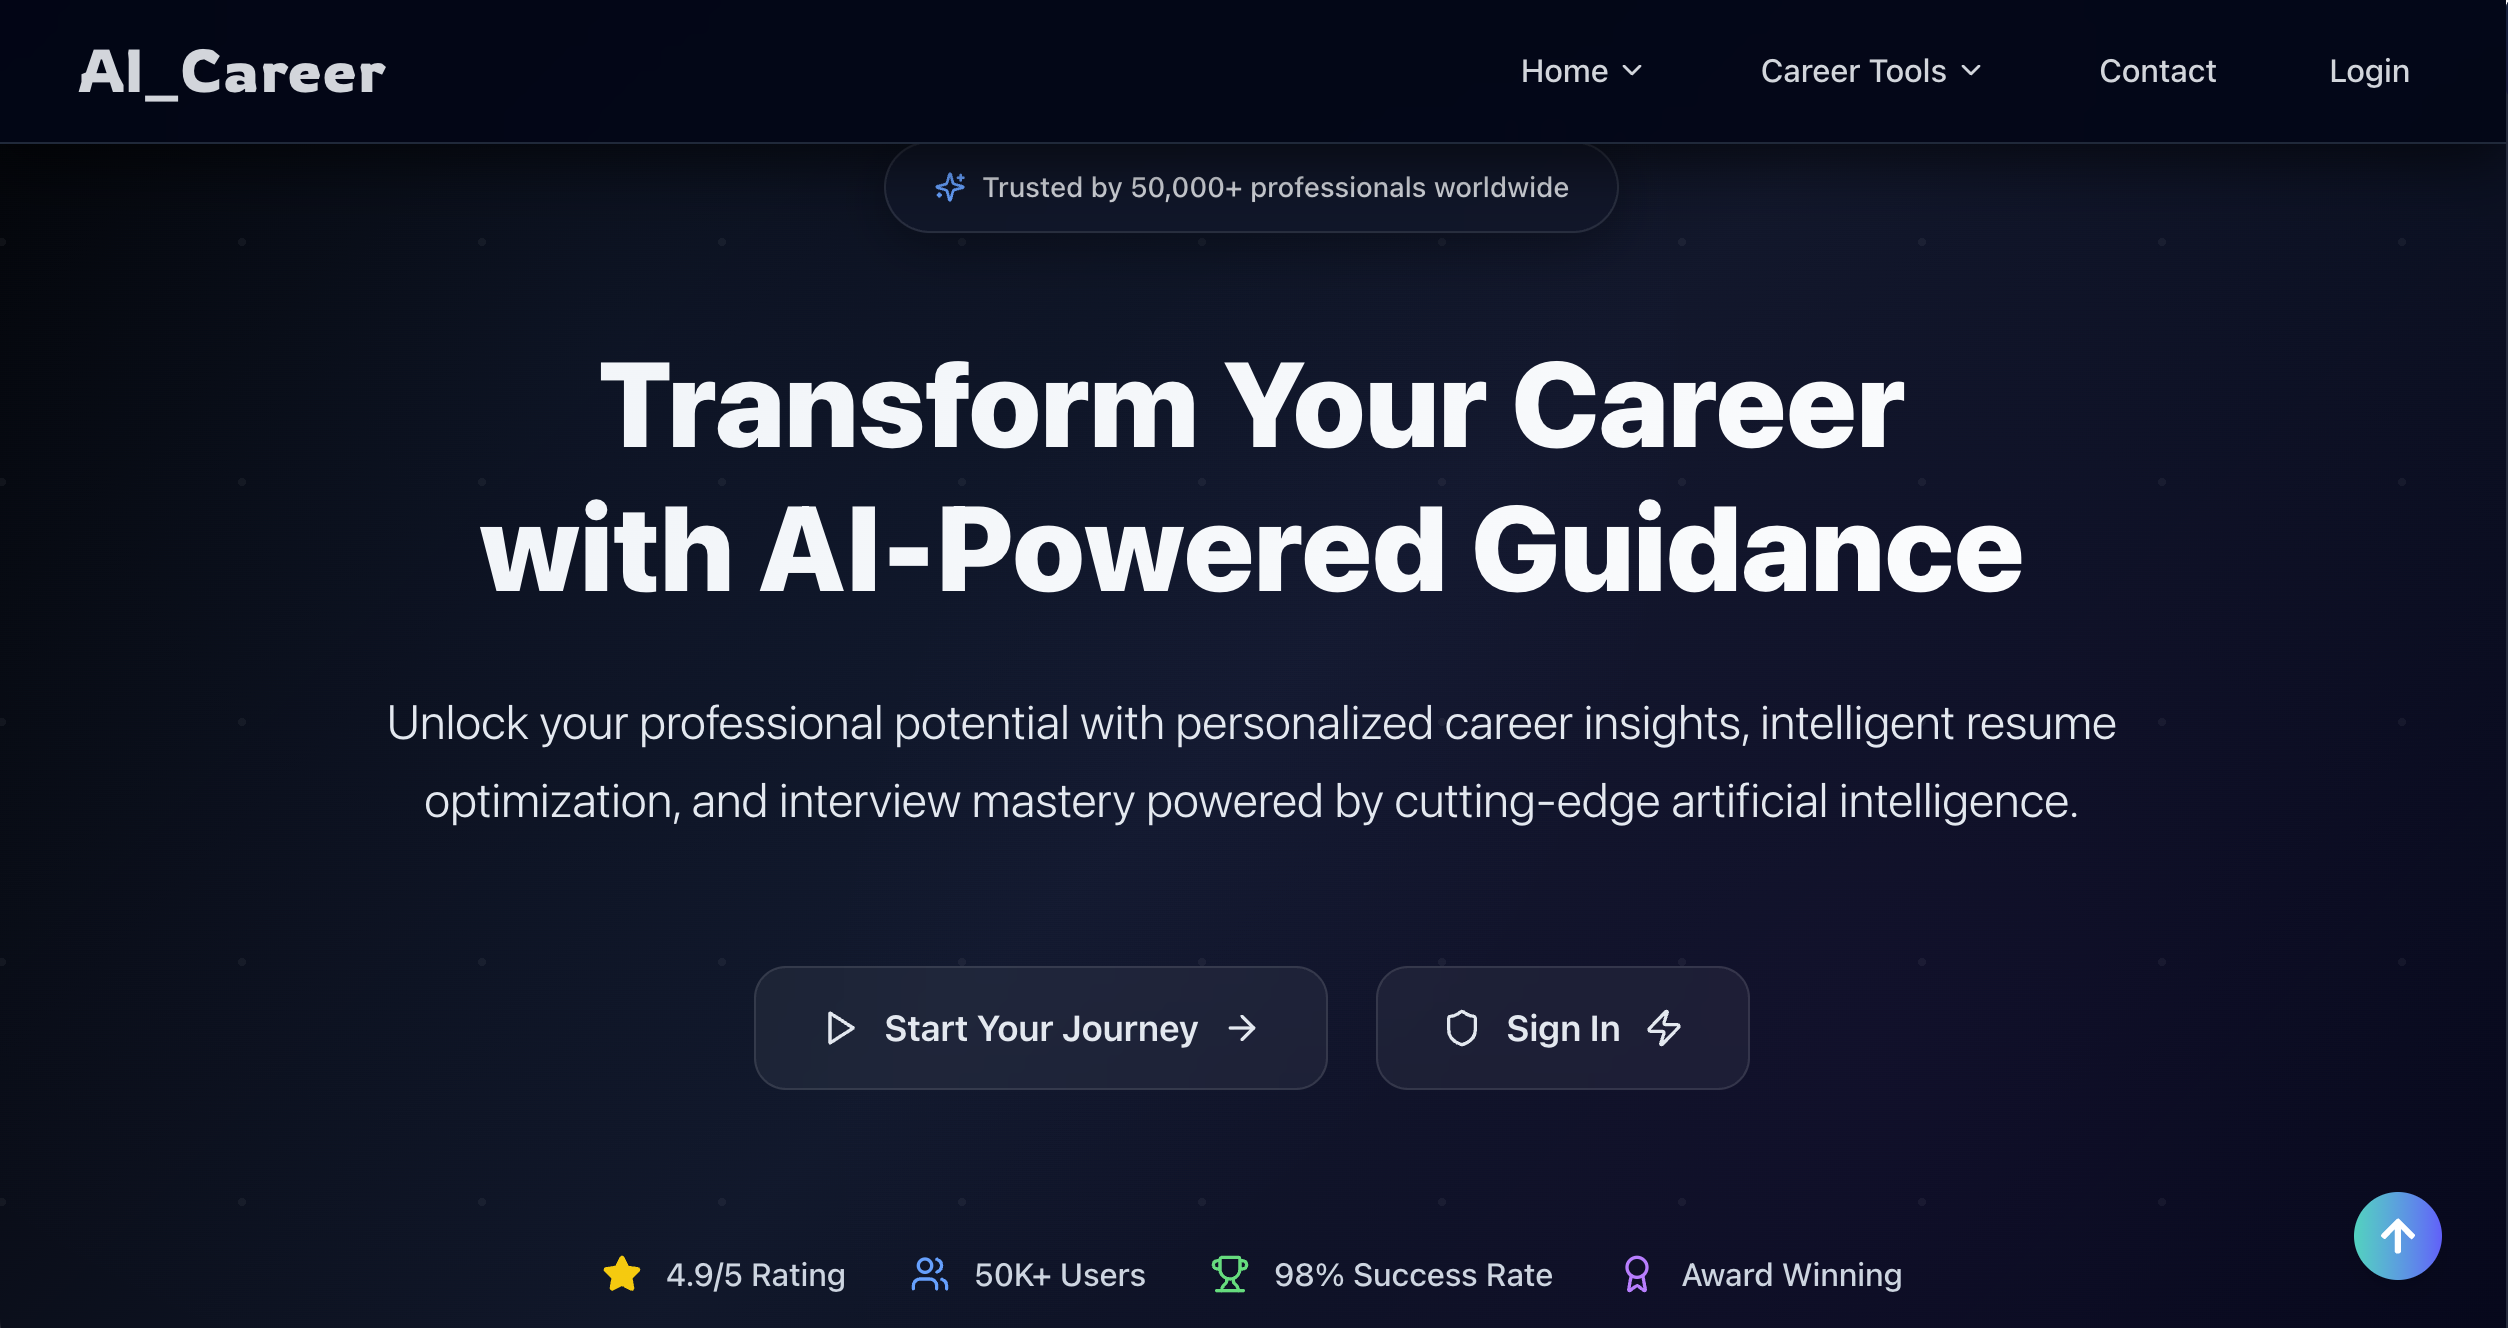 AI_Career
Home
Career Tools
Contact
Login
Trusted by 50,000+ professionals worldwide
Transform Your Career
with AI-Powered Guidance
Unlock your professional potential with personalized career insights, intelligent resume
optimization, and interview mastery powered by cutting-edge artificial intelligence.
Start Your Journey
Sign In
4.9/5 Rating
50K+ Users
98% Success Rate
Award Winning